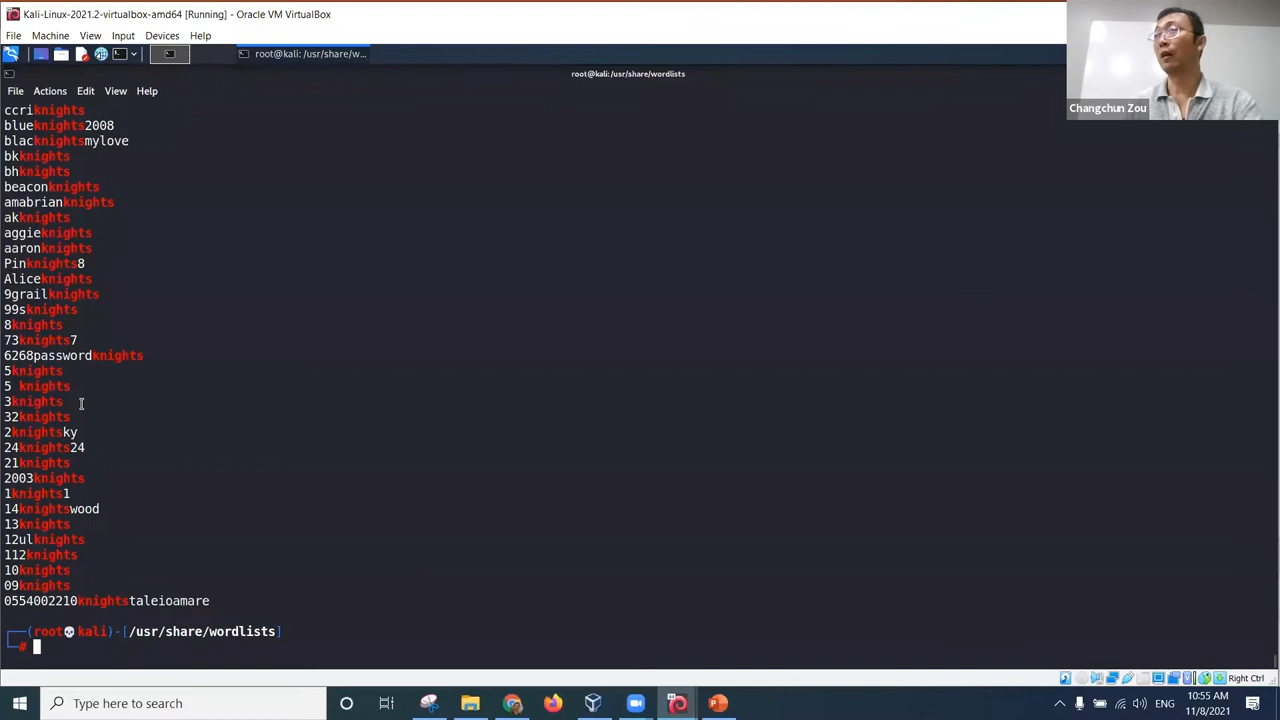 Kali-Linux-2021.2-virtualbox-amd64 [Running] - Oracle VM VirtualBox
File Machine View Input Devices Help
root@kali: /usr/share/w...
root@kali: /usr/share/wordlists
File Actions Edit View Help
Changchun Zou
ccriknights
blueknights2008
blacknightsmylove
bkknights
bhknights
beaconknights
amabrianknights
akknights
aggieknights
aaronknights
Pinknights8
Aliceknights
9grailknights
99sknights
8knights
73knights7
6268passwordknights
5knights
5 knights
3knights
32knights
2knightsky
24knights24
21knights
2003knights
1knights1
14knightswood
13knights
12ulknights
112knights
10knights
09knights
0554002210knightstaleioamare
(root💀kali)-[/usr/share/wordlists]
#
Right Ctrl
Type here to search
ENG
10:55 AM
11/8/2021